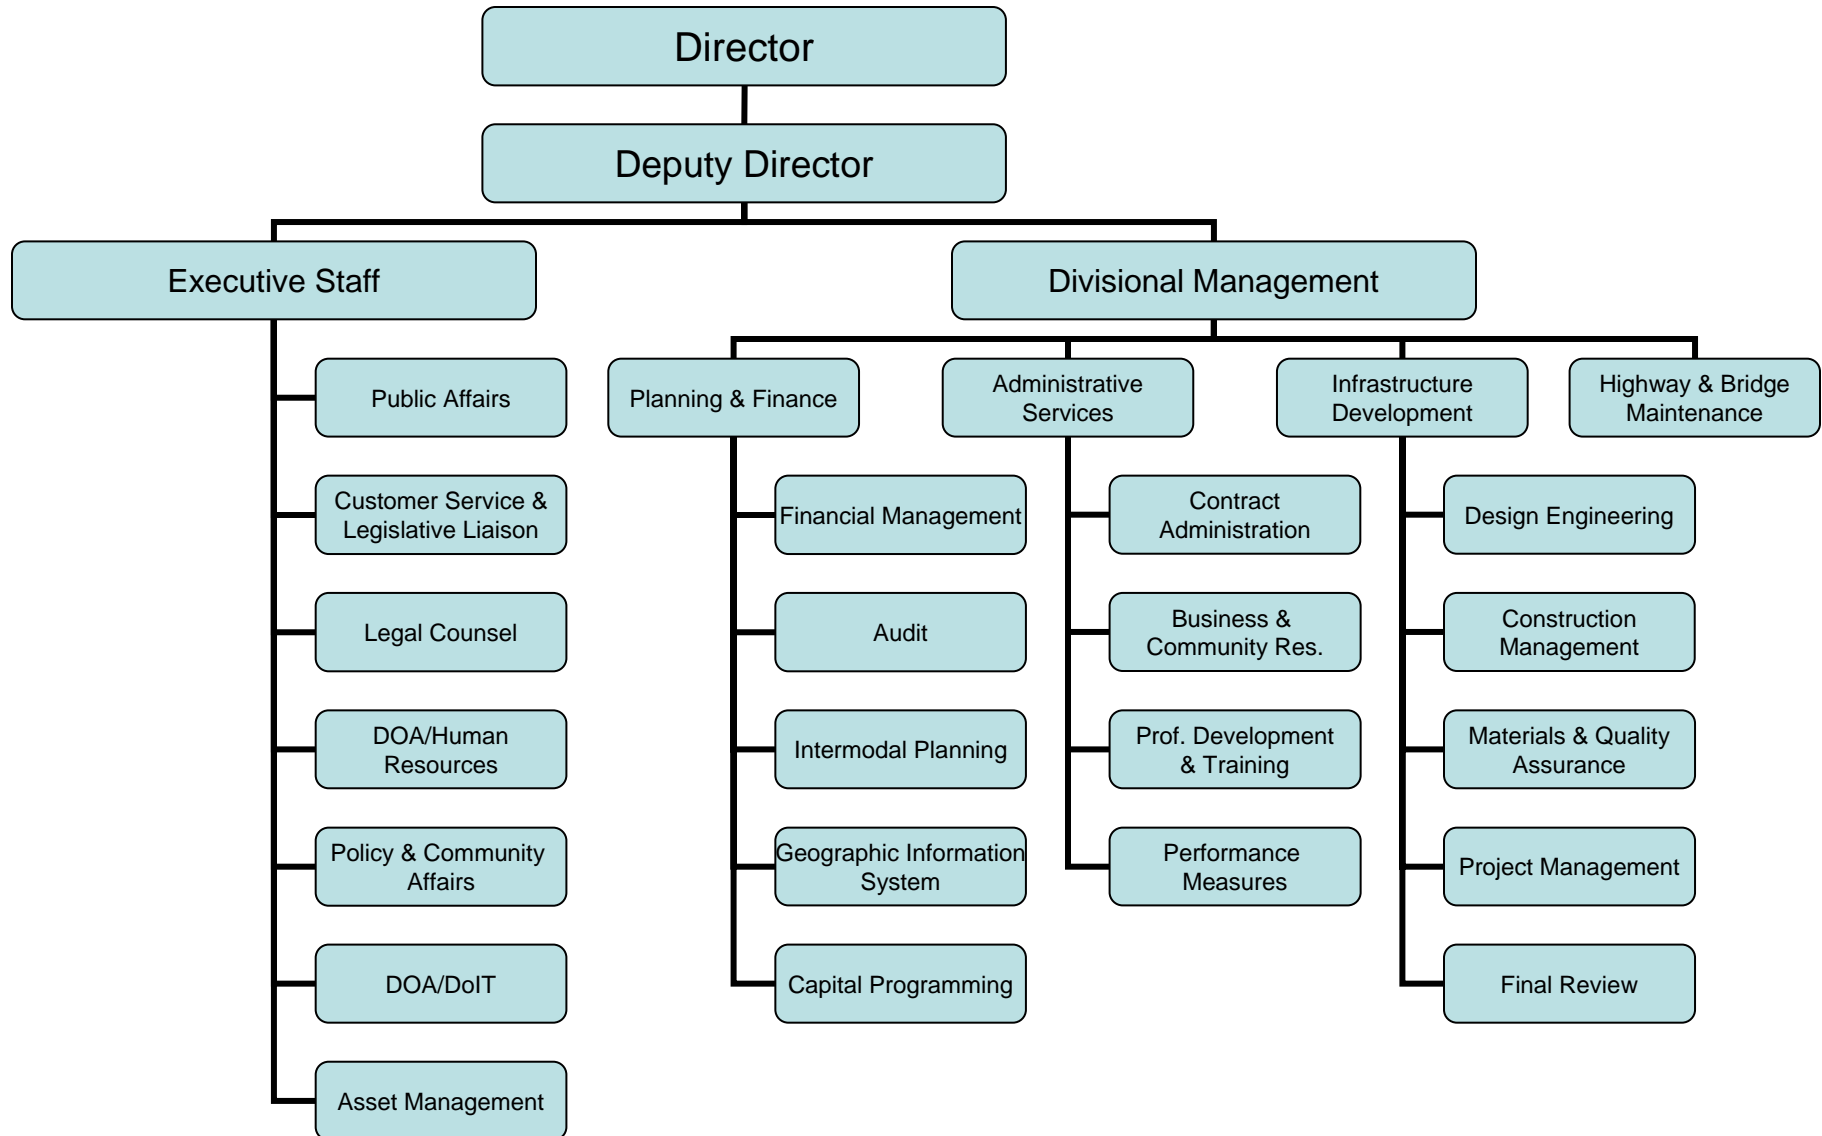 Director
Deputy Director
Executive Staff
Divisional Management
Public Affairs
Customer Service &
Legislative Liaison
Legal Counsel
DOA/Human
Resources
Policy & Community
Affairs
DOA/DoIT
Asset Management
Planning & Finance
Financial Management
Audit
Intermodal Planning
Geographic Information
System
Capital Programming
Administrative
Services
Contract
Administration
Business &
Community Res.
Prof. Development
& Training
Performance
Measures
Infrastructure
Development
Design Engineering
Construction
Management
Materials & Quality
Assurance
Project Management
Final Review
Highway & Bridge
Maintenance